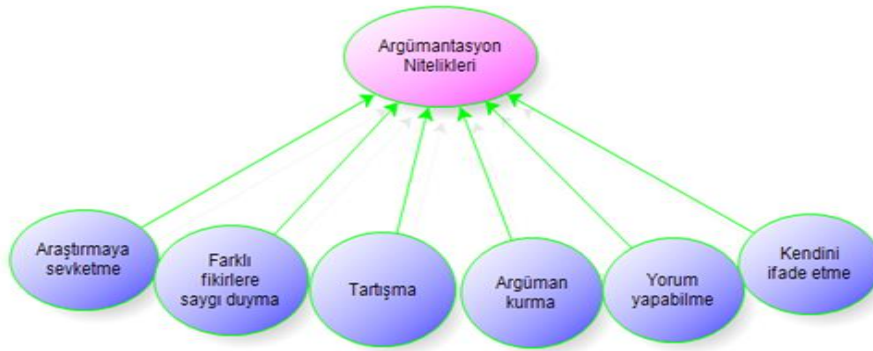 Argümantasyon
Nitelikleri
Araştırmaya
sevketme
Farklı
fikirlere
saygı duyma
Tartışma
Argüman
kurma
Yorum
yapabilme
Kendini
ifade etme